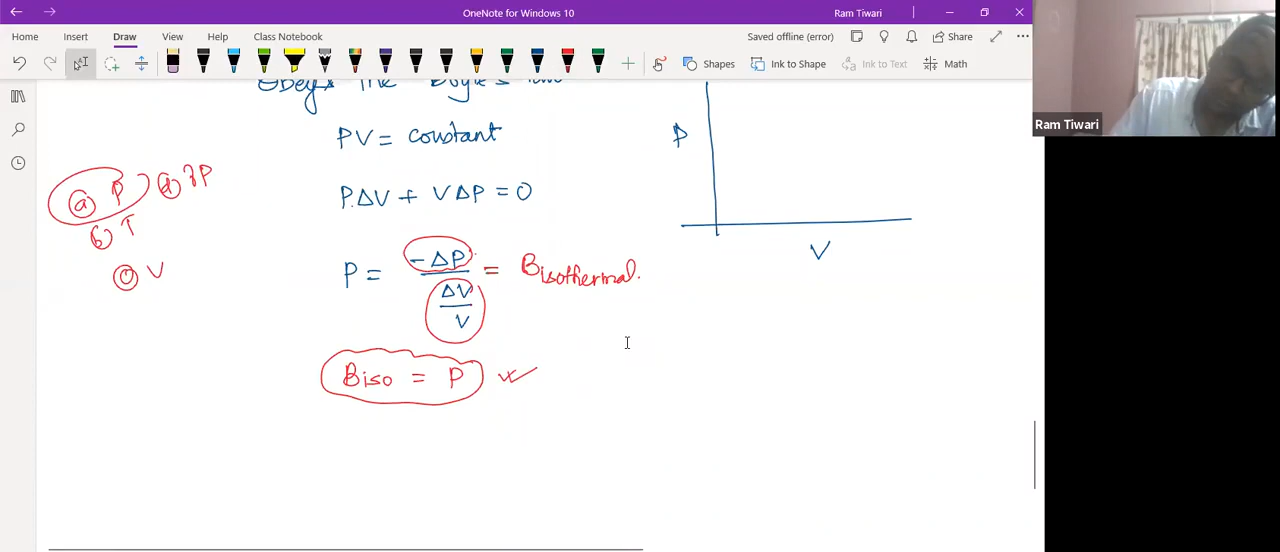 OneNote for Windows 10
Ram Tiwari
Home Insert Draw View Help Class Notebook
Saved offline (error) Share
Shapes Ink to Shape Ink to Text Math
Ram Tiwari
Obeys the Boyle's law
PV = constant
P.ΔV + VΔP = 0
P = -ΔP / (ΔV / V) = Bisothermal.
Biso = P
(a) P (d) γP
(b) T
(c) V
P
V